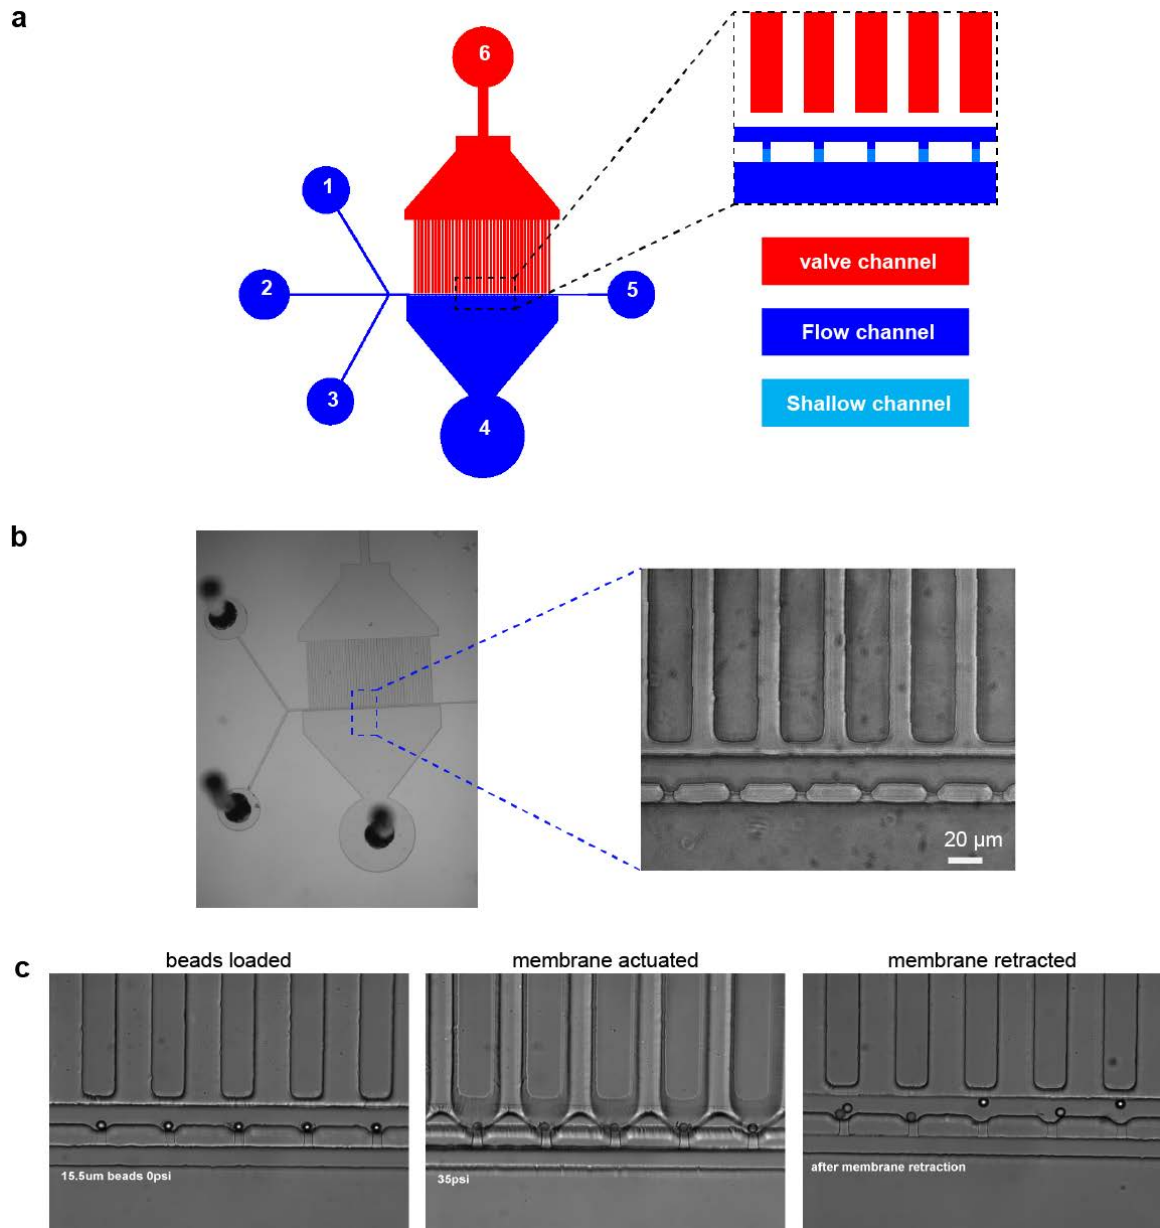 a
6
1
2
5
3
4
valve channel
Flow channel
Shallow channel
b
20 µm
c
beads loaded
membrane actuated
membrane retracted
15.5um beads 0psi
35psi
after membrane retraction